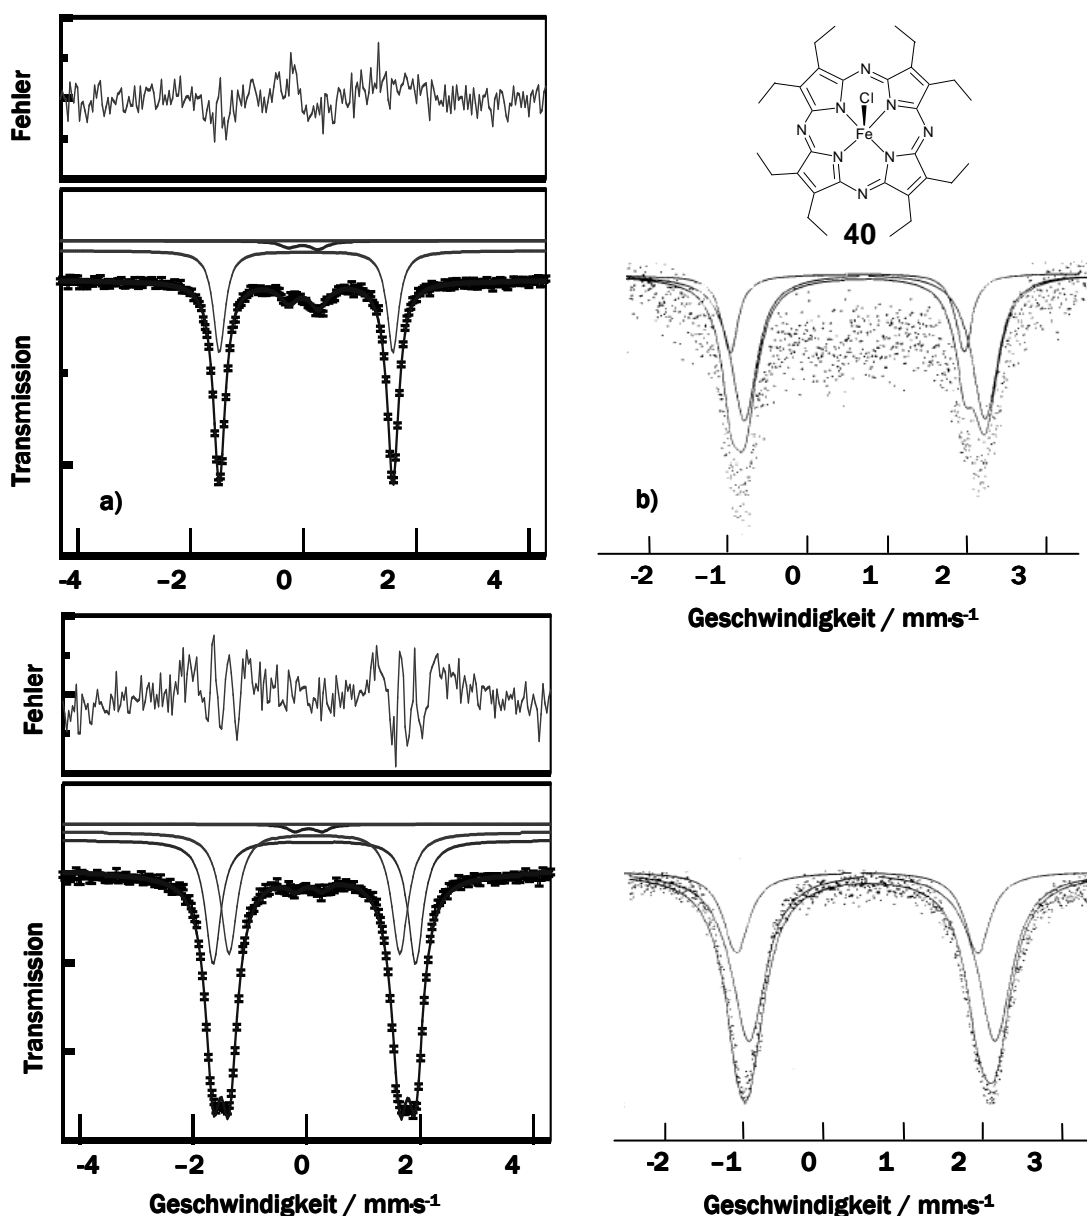 Fehler
Transmission
a)
-4 –2 0 2 4
N
Cl
N
N
N
Fe
N
N
N
N
N
40
b)
-2 –1 0 1 2 3
Geschwindigkeit / mm·s-1
Fehler
Transmission
-4 –2 0 2 4
Geschwindigkeit / mm·s-1
-2 –1 0 1 2 3
Geschwindigkeit / mm·s-1